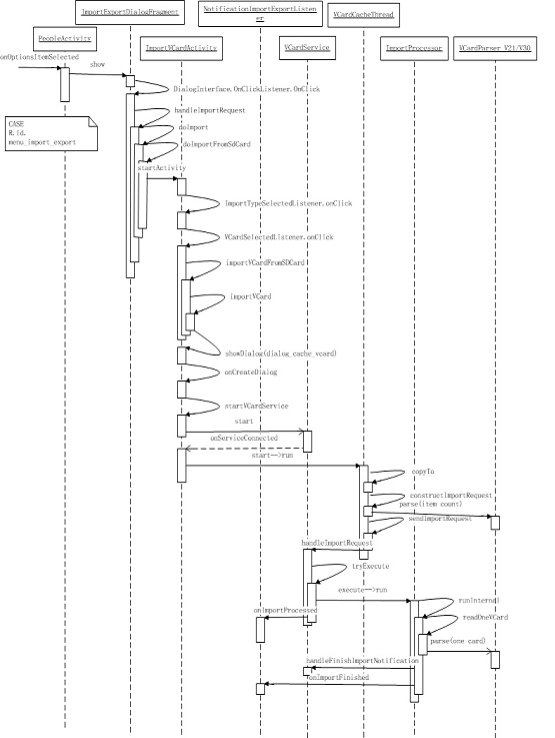 ImportExportDialogFragment
NotificationImportExportListen
er
VCardCacheThread
PeopleActivity
ImportVCardActivity
VCardService
ImportProcessor
VCardParser_V21/V30
onOptionsItemSelected
show
DialogInterface.OnClickListener.OnClick
CASE
R.id.
menu_import_export
handleImportRequest
doImport
doImportFromSdCard
startActivity
ImportTypeSelectedListener.onClick
VCardSelectedListener.onClick
importVCardFromSDCard
importVCard
showDialog(dialog_cache_vcard)
onCreateDialog
startVCardService
start
onServiceConnected
start-->run
copyTo
constructImportRequest
parse(item count)
sendImportRequest
handleImportRequest
tryExecute
execute-->run
runInternal
onImportProcessed
readOneVCard
parse(one card)
handleFinishImportNotification
onImportFinished